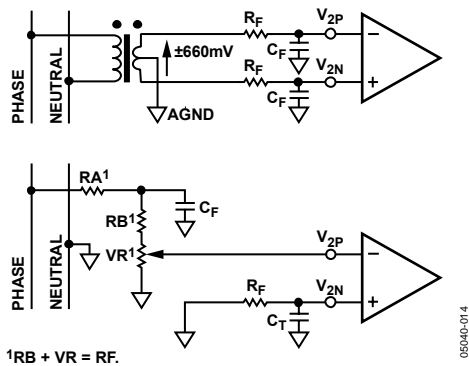 PHASE
NEUTRAL
±660mV
AGND
RF
CF
V2P
−
RF
CF
V2N
+
PHASE
NEUTRAL
RA¹
RB¹
VR¹
CF
V2P
−
RF
CT
V2N
+
¹RB + VR = RF.
05040-014